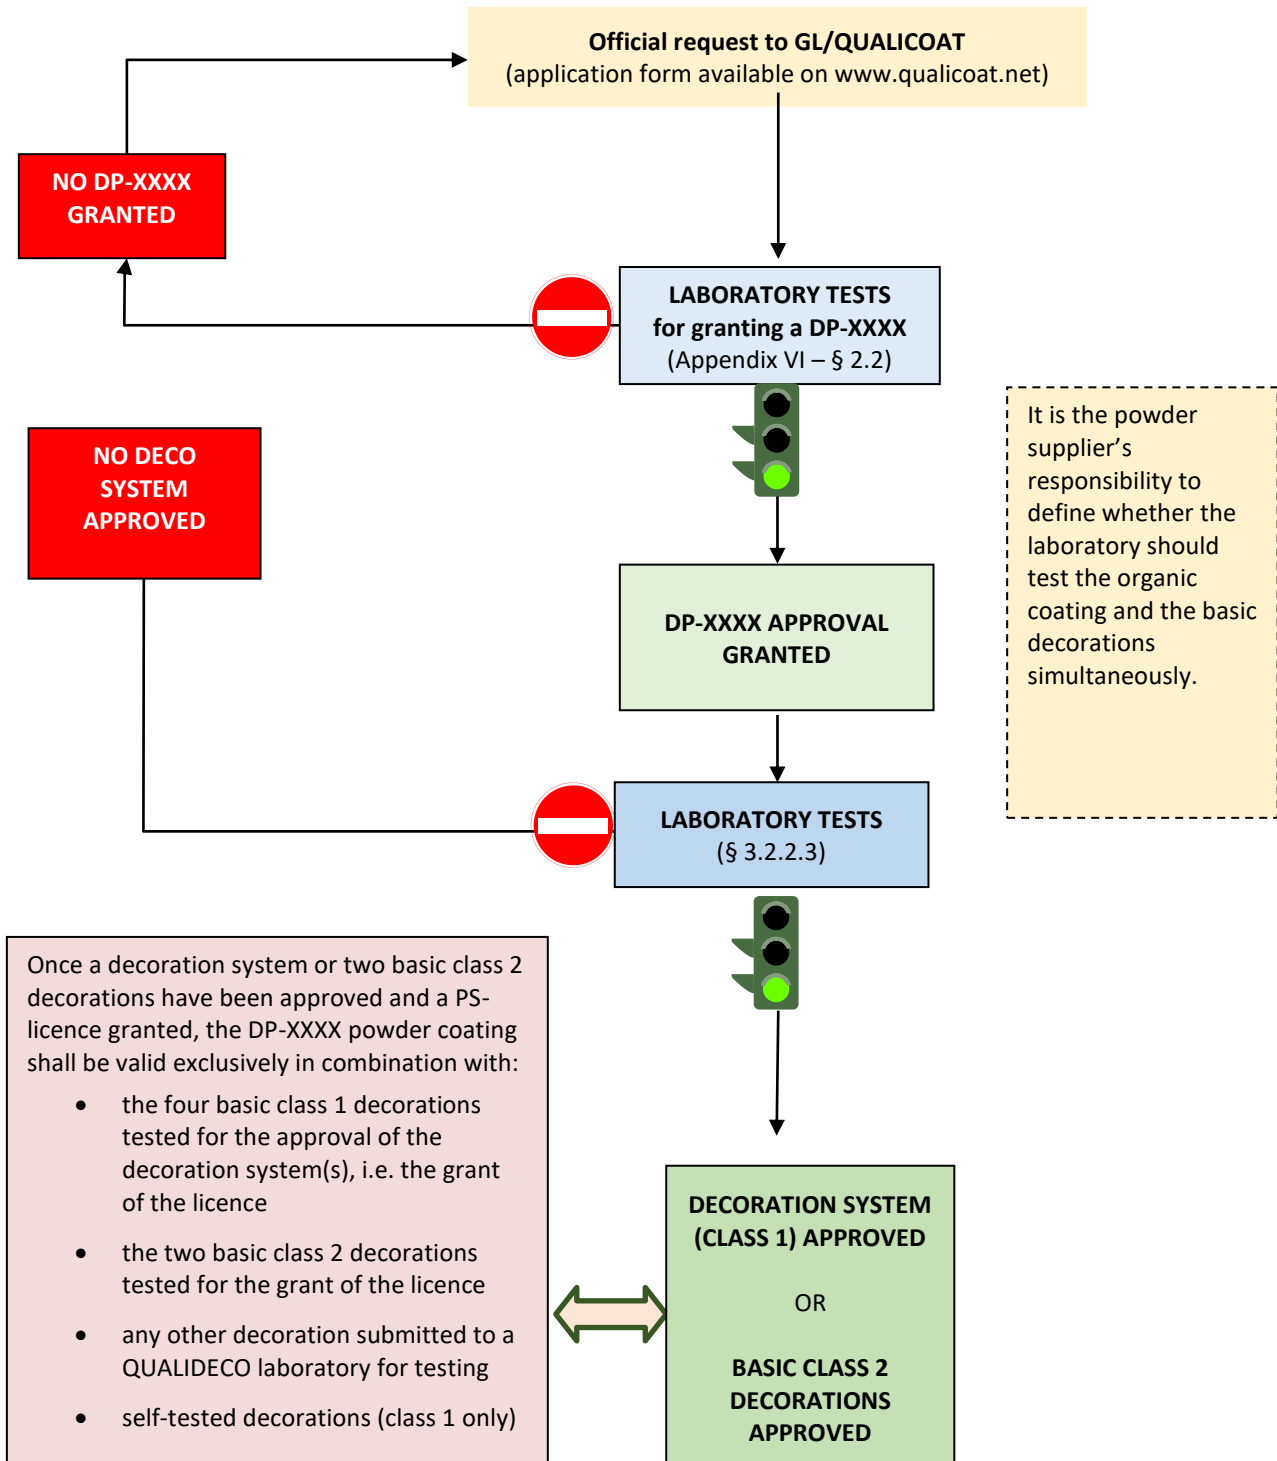 Official request to GL/QUALICOAT
(application form available on www.qualicoat.net)
NO DP-XXXX
GRANTED
LABORATORY TESTS
for granting a DP-XXXX
(Appendix VI – § 2.2)
It is the powder
supplier’s
responsibility to
define whether the
laboratory should
test the organic
coating and the basic
decorations
simultaneously.
NO DECO
SYSTEM
APPROVED
DP-XXXX APPROVAL
GRANTED
LABORATORY TESTS
(§ 3.2.2.3)
Once a decoration system or two basic class 2
decorations have been approved and a PS-
licence granted, the DP-XXXX powder coating
shall be valid exclusively in combination with:
• the four basic class 1 decorations
tested for the approval of the
decoration system(s), i.e. the grant
of the licence
• the two basic class 2 decorations
tested for the grant of the licence
• any other decoration submitted to a
QUALIDECO laboratory for testing
• self-tested decorations (class 1 only)
DECORATION SYSTEM
(CLASS 1) APPROVED
OR
BASIC CLASS 2
DECORATIONS
APPROVED